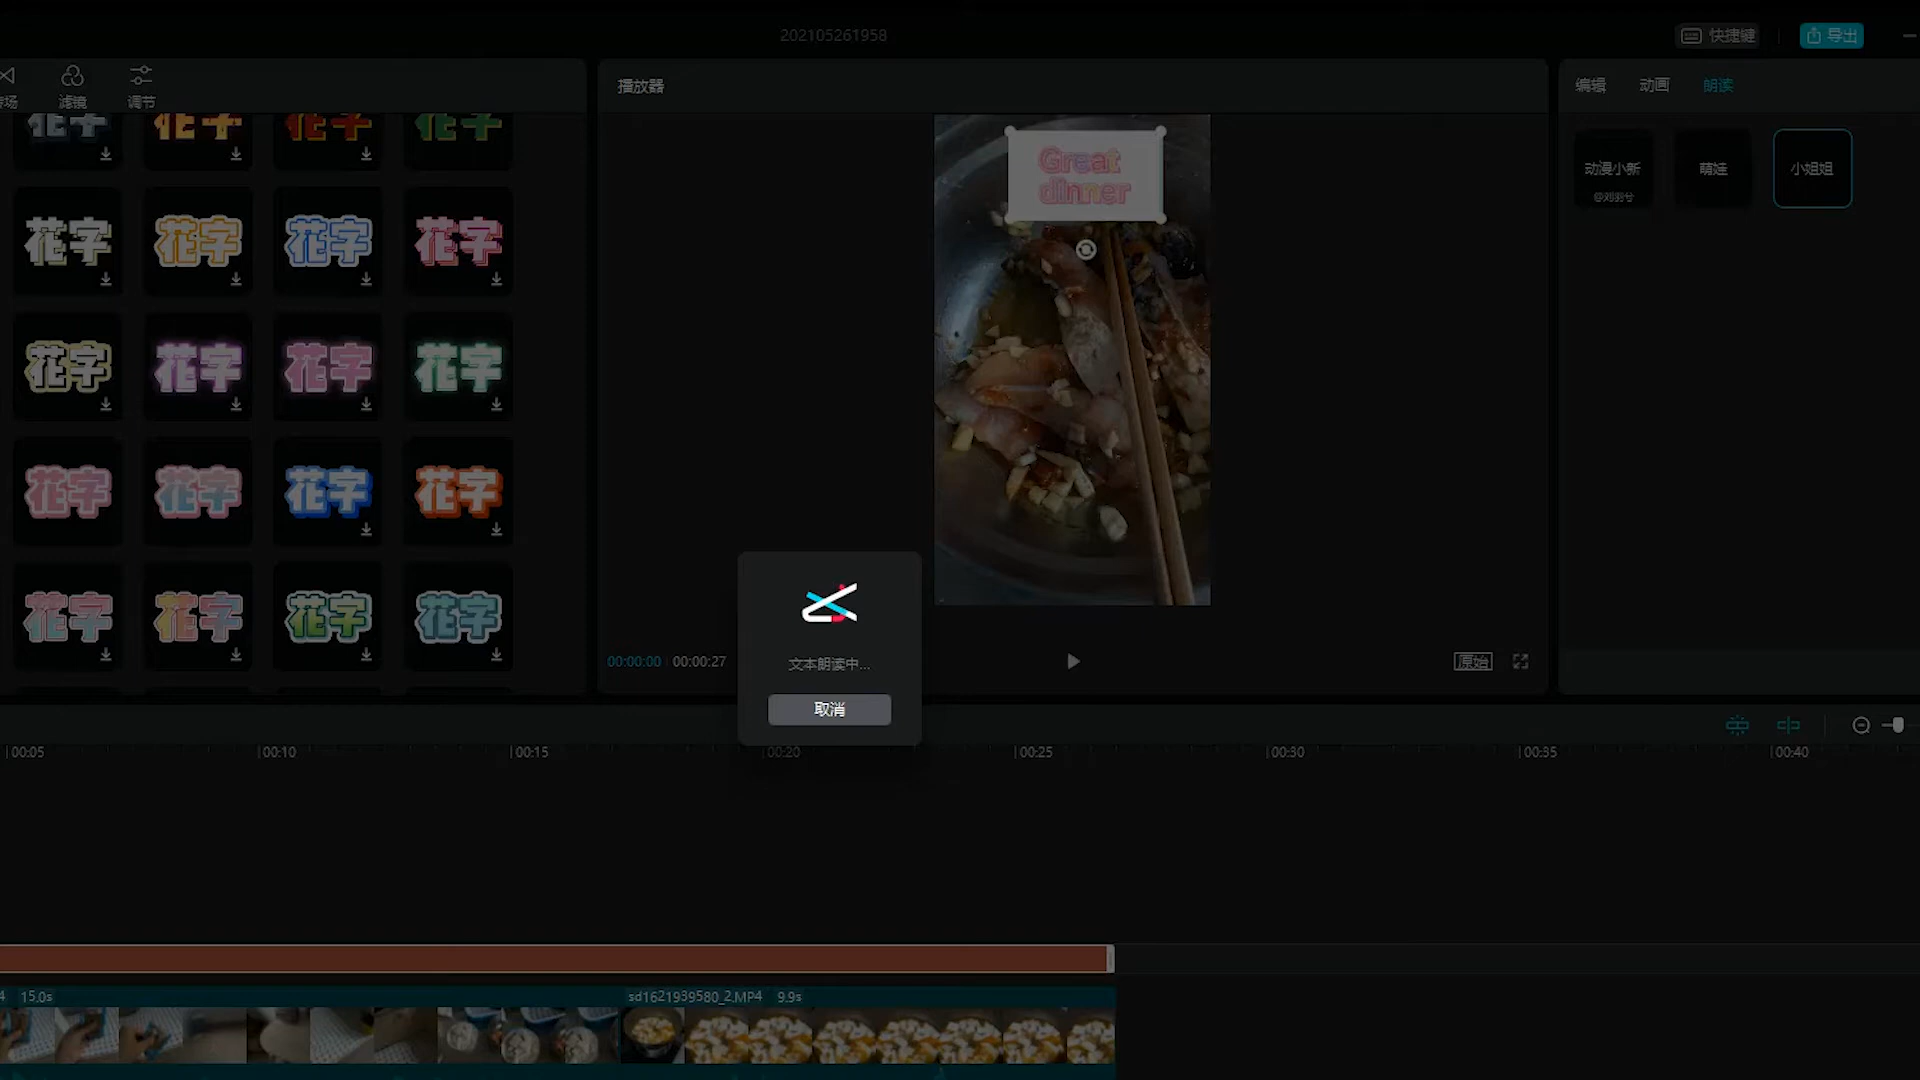 202105261958
快捷键
导出
滤镜
调节
播放器
编辑
动画
朗读
花字 花字 花字 花字
花字 花字 花字 花字
花字 花字 花字 花字
花字 花字 花字 花字
花字 花字 花字 花字
Great
dinner
动漫小新
萌娃
小姐姐
00:00:00
00:00:27
原始
文本朗读中...
取消
00:05
00:10
00:15
00:20
00:25
00:30
00:35
00:40
4 15.0s
sd1621939580_2.MP4 9.9s